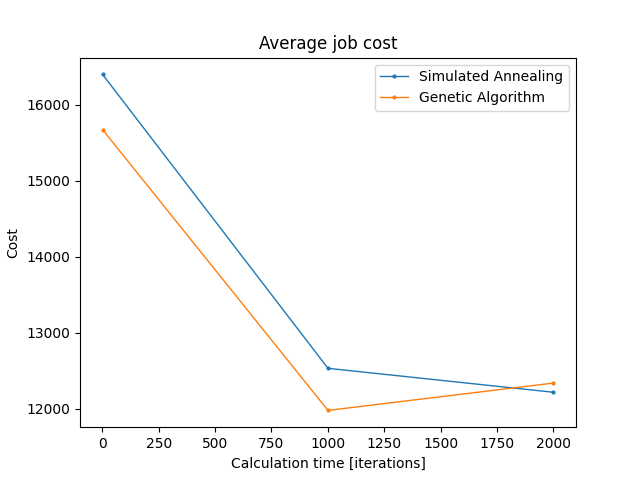 Average job cost
Simulated Annealing
Genetic Algorithm
16000
15000
14000
13000
12000
Cost
0 250 500 750 1000 1250 1500 1750 2000
Calculation time [iterations]